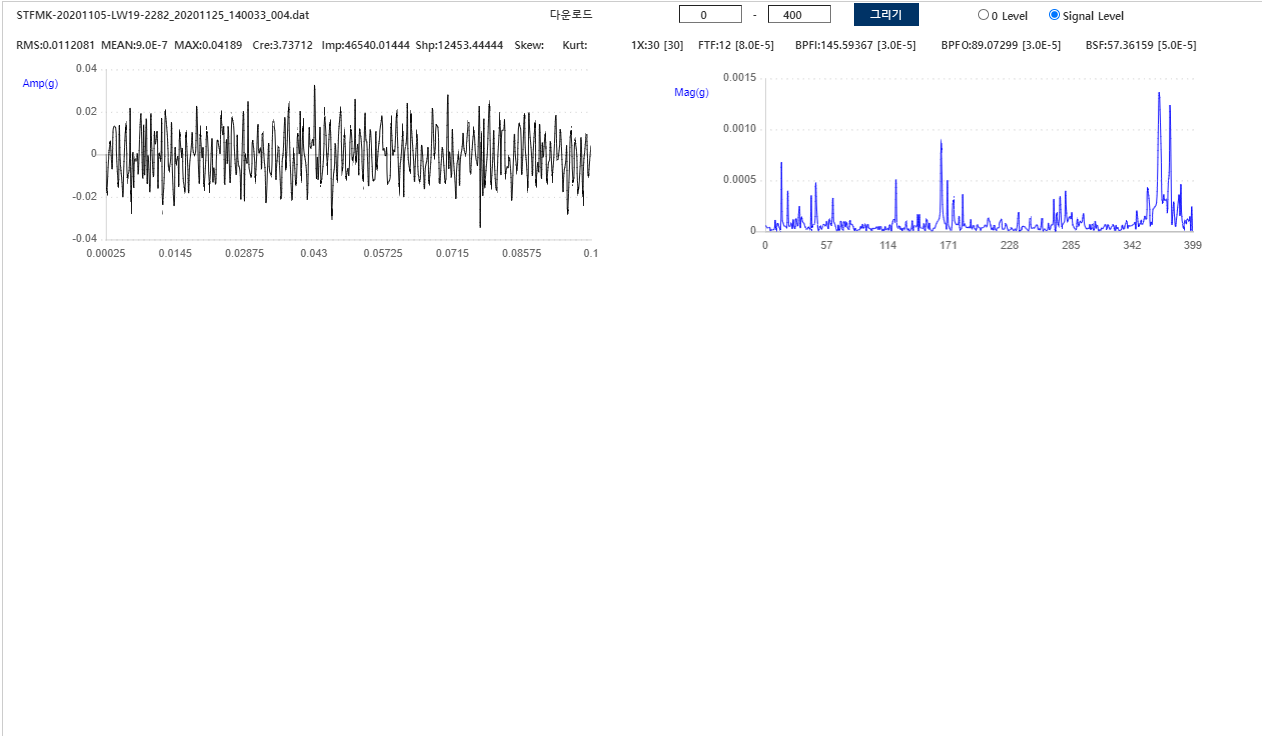 STFMK-20201105-LW19-2282_20201125_140033_004.dat 다운로드 0 - 400 그리기 0 Level Signal Level
RMS:0.0112081 MEAN:9.0E-7 MAX:0.04189 Cre:3.73712 Imp:46540.01444 Shp:12453.44444 Skew: Kurt: 1X:30 [30] FTF:12 [8.0E-5] BPFI:145.59367 [3.0E-5] BPFO:89.07299 [3.0E-5] BSF:57.36159 [5.0E-5]
Amp(g)
0.04
0.02
0
-0.02
-0.04
0.00025 0.0145 0.02875 0.043 0.05725 0.0715 0.08575 0.1
Mag(g)
0.0015
0.0010
0.0005
0
0 57 114 171 228 285 342 399